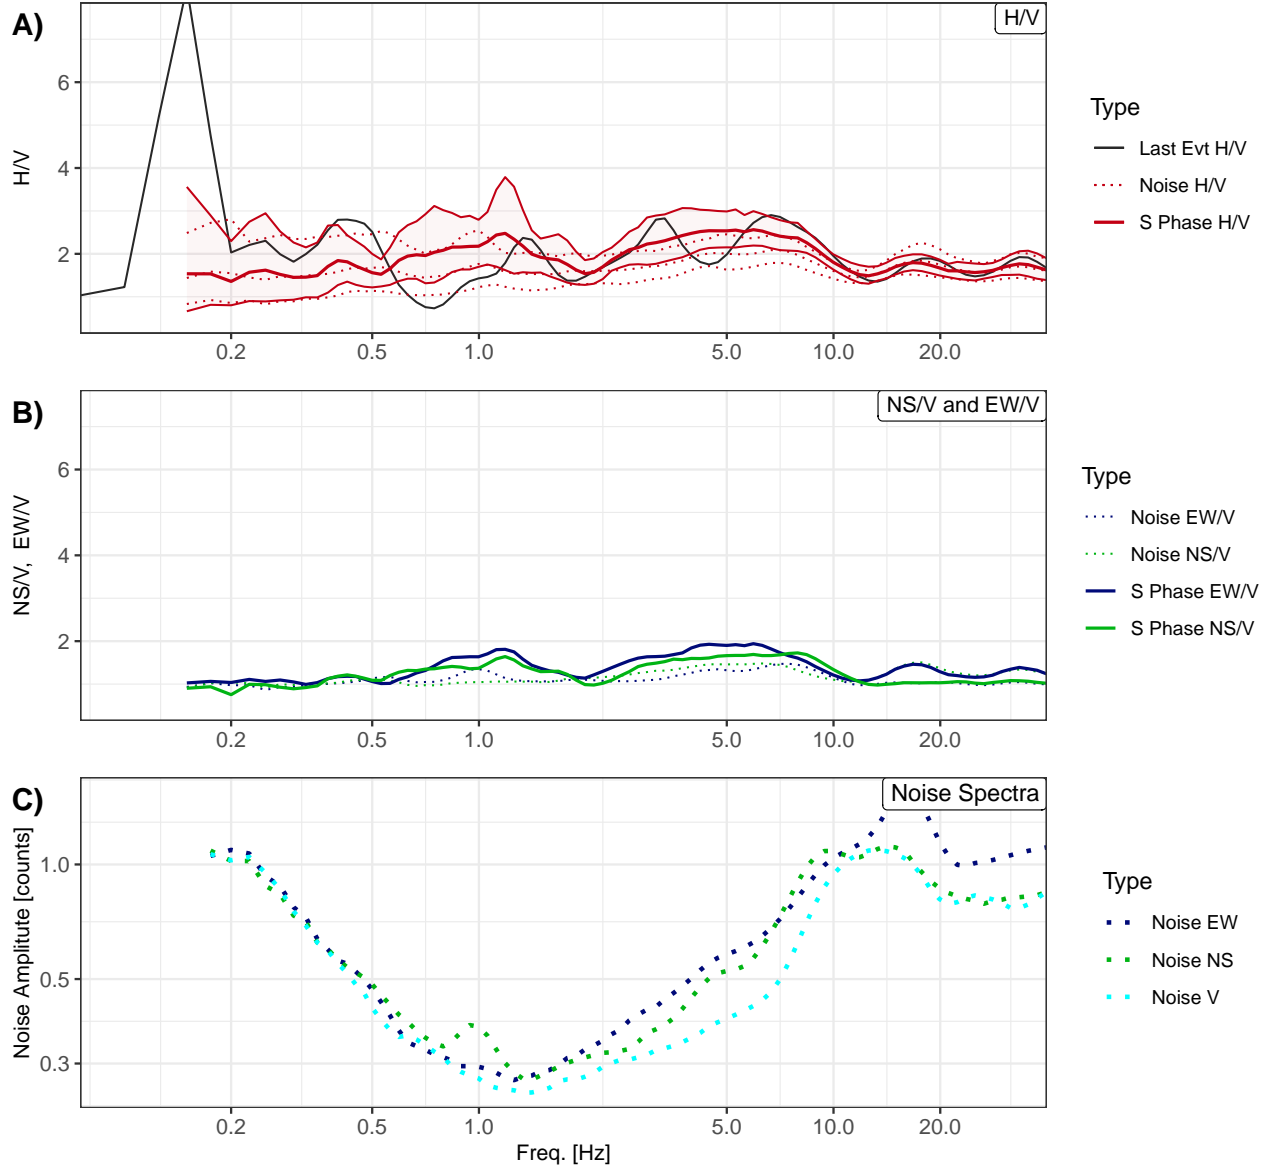 A)
H/V
6
4
2
H/V
0.2 0.5 1.0 5.0 10.0 20.0
Type
Last Evt H/V
Noise H/V
S Phase H/V
B)
NS/V and EW/V
6
4
2
NS/V, EW/V
0.2 0.5 1.0 5.0 10.0 20.0
Type
Noise EW/V
Noise NS/V
S Phase EW/V
S Phase NS/V
C)
Noise Spectra
1.0
0.5
0.3
Noise Amplitute [counts]
0.2 0.5 1.0 5.0 10.0 20.0
Freq. [Hz]
Type
Noise EW
Noise NS
Noise V